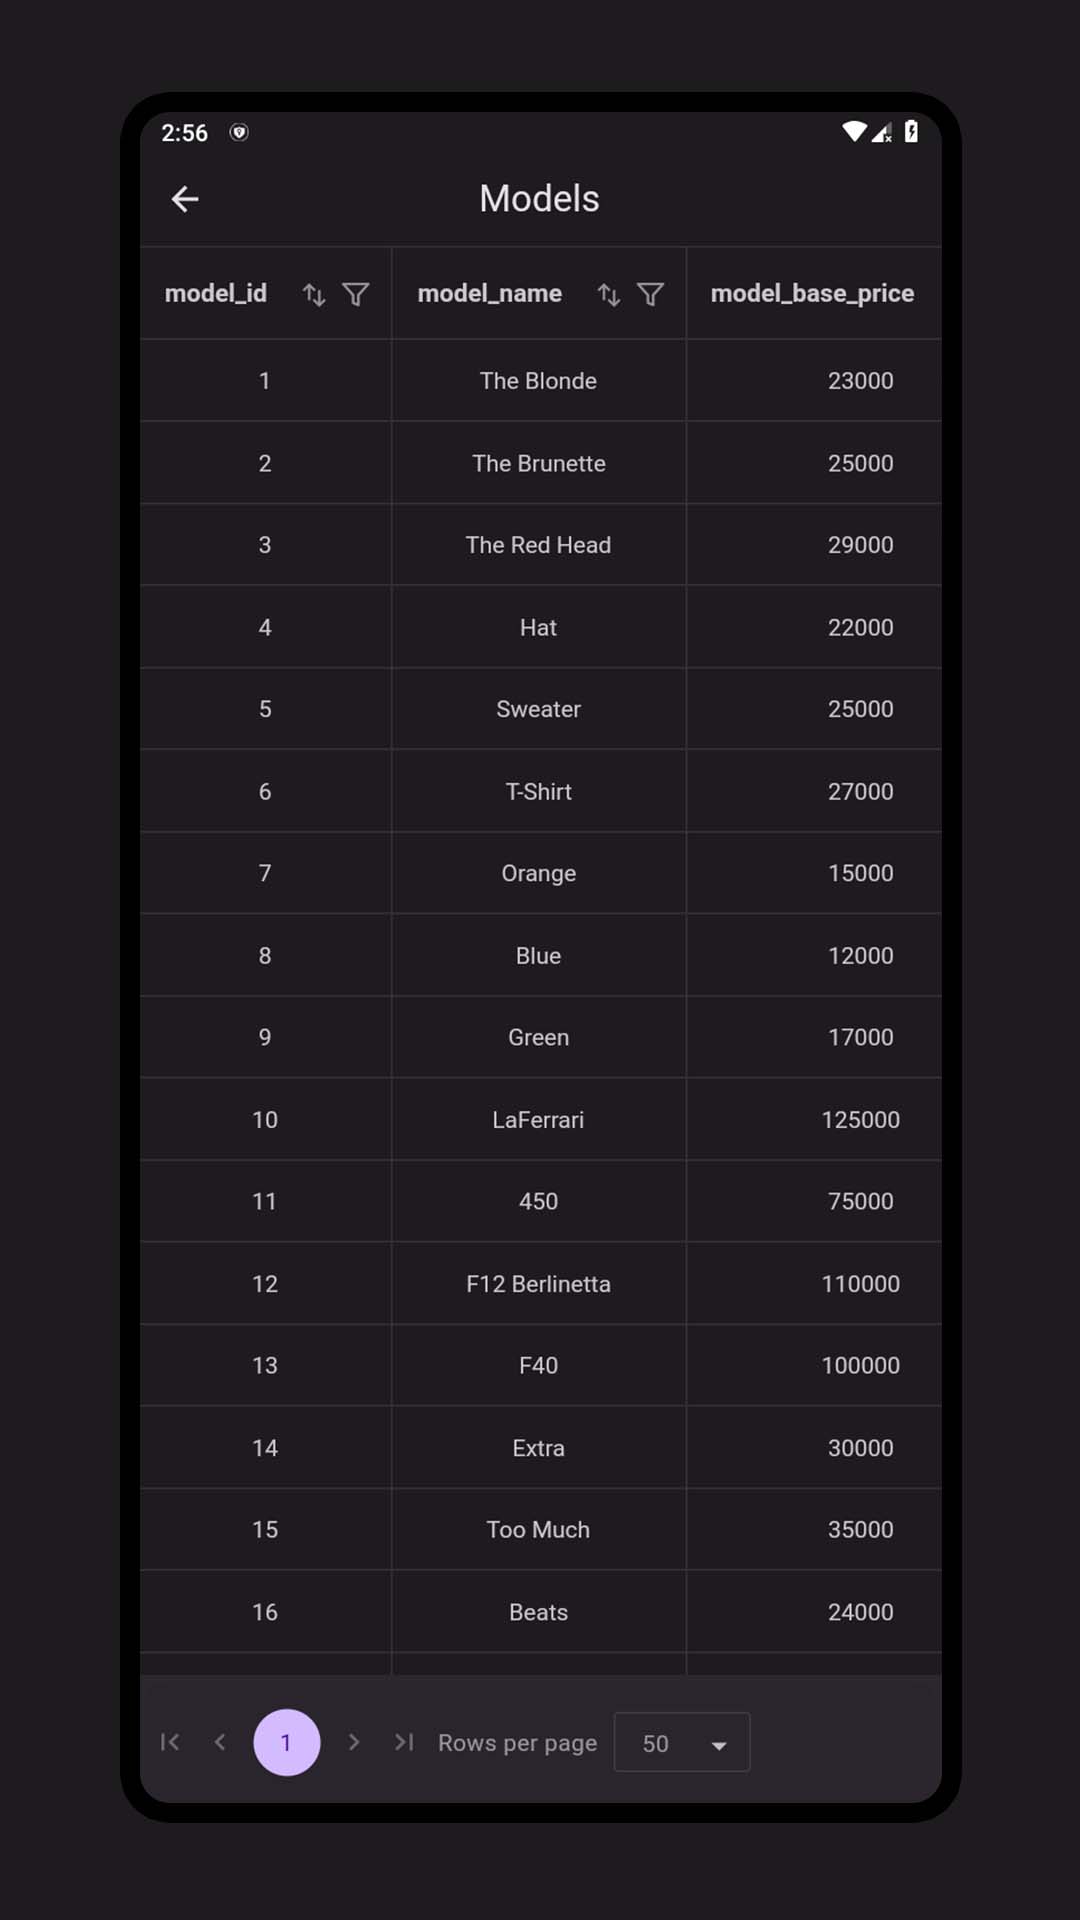 2:56
Models
model_id model_name model_base_price
1 The Blonde 23000
2 The Brunette 25000
3 The Red Head 29000
4 Hat 22000
5 Sweater 25000
6 T-Shirt 27000
7 Orange 15000
8 Blue 12000
9 Green 17000
10 LaFerrari 125000
11 450 75000
12 F12 Berlinetta 110000
13 F40 100000
14 Extra 30000
15 Too Much 35000
16 Beats 24000
1 Rows per page 50